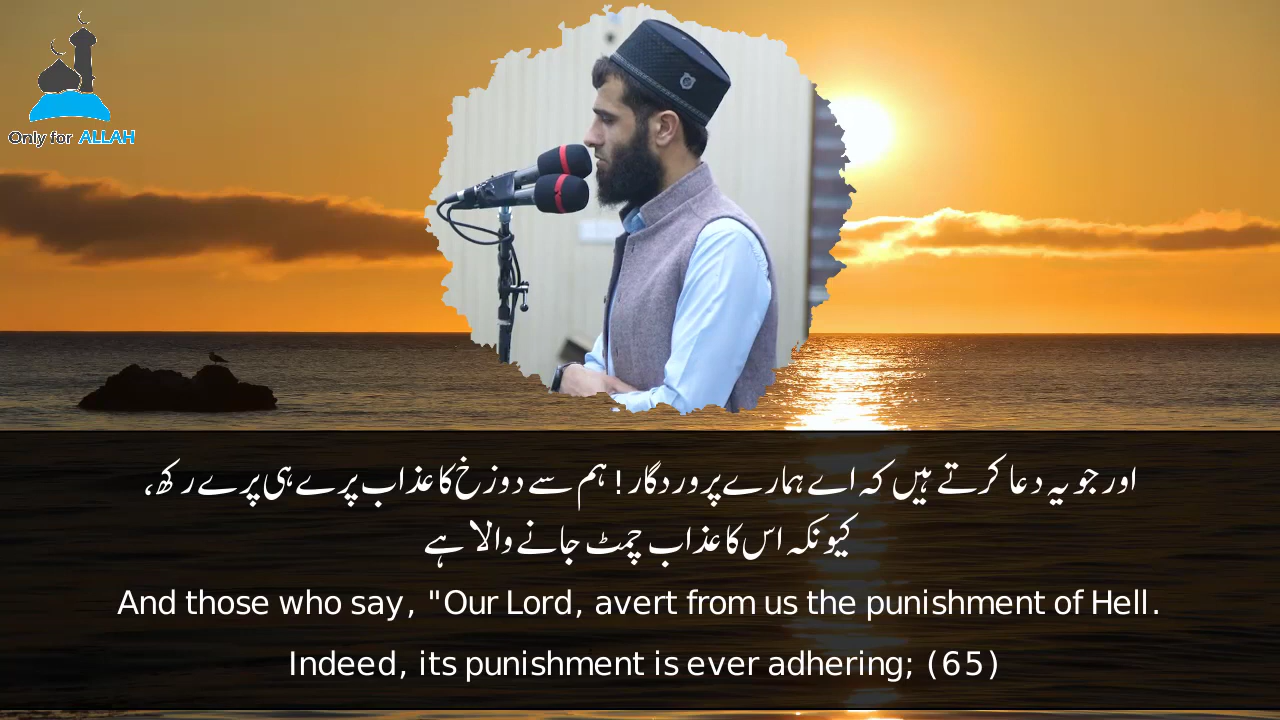 Only for ALLAH
اور جو یہ دعا کرتے ہیں کہ اے ہمارے پروردگار! ہم سے دوزخ کا عذاب پرے ہی پرے رکھ،
کیونکہ اس کا عذاب چمٹ جانے والا ہے
And those who say, "Our Lord, avert from us the punishment of Hell.
Indeed, its punishment is ever adhering; (65)